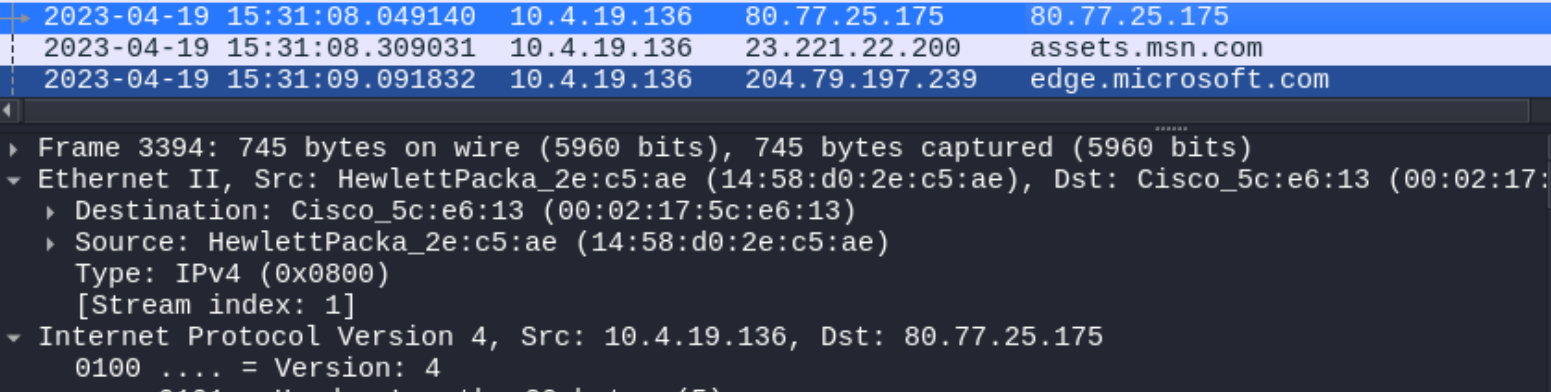 2023-04-19 15:31:08.049140 10.4.19.136 80.77.25.175 80.77.25.175
2023-04-19 15:31:08.309031 10.4.19.136 23.221.22.200 assets.msn.com
2023-04-19 15:31:09.091832 10.4.19.136 204.79.197.239 edge.microsoft.com
Frame 3394: 745 bytes on wire (5960 bits), 745 bytes captured (5960 bits)
Ethernet II, Src: HewlettPacka_2e:c5:ae (14:58:d0:2e:c5:ae), Dst: Cisco_5c:e6:13 (00:02:17:
Destination: Cisco_5c:e6:13 (00:02:17:5c:e6:13)
Source: HewlettPacka_2e:c5:ae (14:58:d0:2e:c5:ae)
Type: IPv4 (0x0800)
[Stream index: 1]
Internet Protocol Version 4, Src: 10.4.19.136, Dst: 80.77.25.175
0100 .... = Version: 4